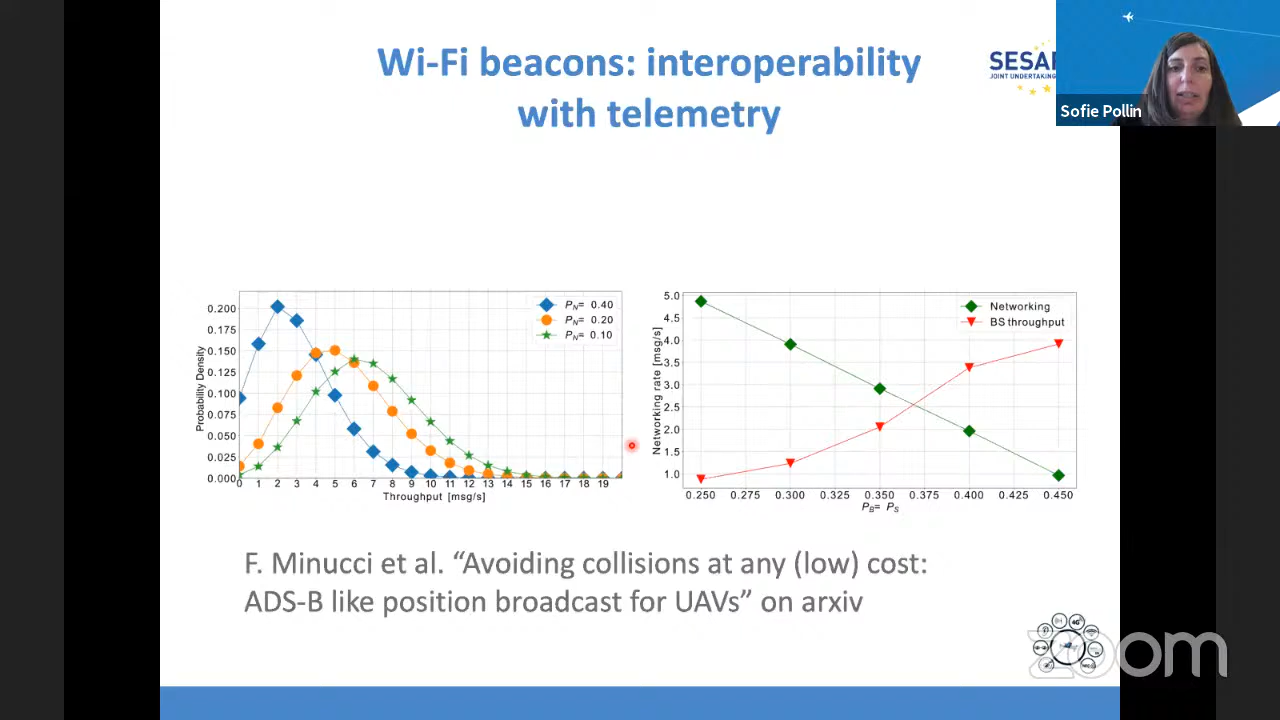 Wi-Fi beacons: interoperability
with telemetry
SESAR
JOINT UNDERTAKING
Sofie Pollin
Probability Density
0.200
0.175
0.150
0.125
0.100
0.075
0.050
0.025
0.000
P_N= 0.40
P_N= 0.20
P_N= 0.10
0 1 2 3 4 5 6 7 8 9 10 11 12 13 14 15 16 17 18 19
Throughput [msg/s]
Networking rate [msg/s]
5.0
4.5
4.0
3.5
3.0
2.5
2.0
1.5
1.0
Networking
BS throughput
0.250 0.275 0.300 0.325 0.350 0.375 0.400 0.425 0.450
P_B= P_S
F. Minucci et al. “Avoiding collisions at any (low) cost:
ADS-B like position broadcast for UAVs” on arxiv
4G
zoom